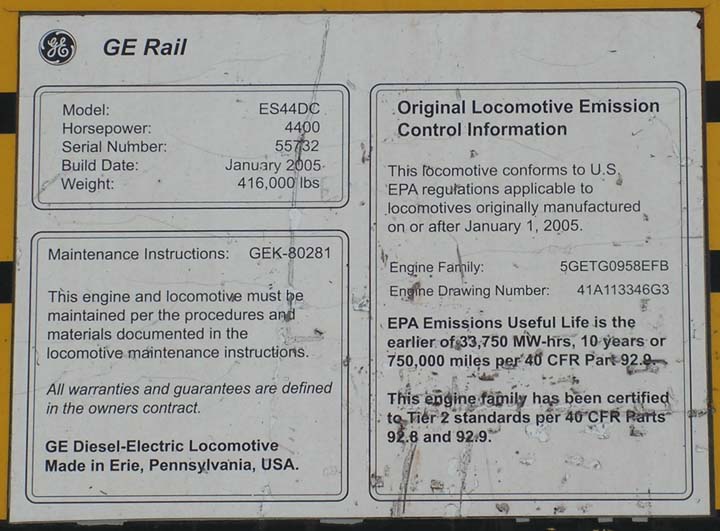 GE GE Rail
Model: ES44DC
Horsepower: 4400
Serial Number: 55732
Build Date: January 2005
Weight: 416,000 lbs
Maintenance Instructions: GEK-80281
This engine and locomotive must be
maintained per the procedures and
materials documented in the
locomotive maintenance instructions.
All warranties and guarantees are defined
in the owners contract.
GE Diesel-Electric Locomotive
Made in Erie, Pennsylvania, USA.
Original Locomotive Emission
Control Information
This locomotive conforms to U.S.
EPA regulations applicable to
locomotives originally manufactured
on or after January 1, 2005.
Engine Family: 5GETG0958EFB
Engine Drawing Number: 41A113346G3
EPA Emissions Useful Life is the
earlier of 33,750 MW-hrs, 10 years or
750,000 miles per 40 CFR Part 92.9.
This engine family has been certified
to Tier 2 standards per 40 CFR Parts
92.8 and 92.9.